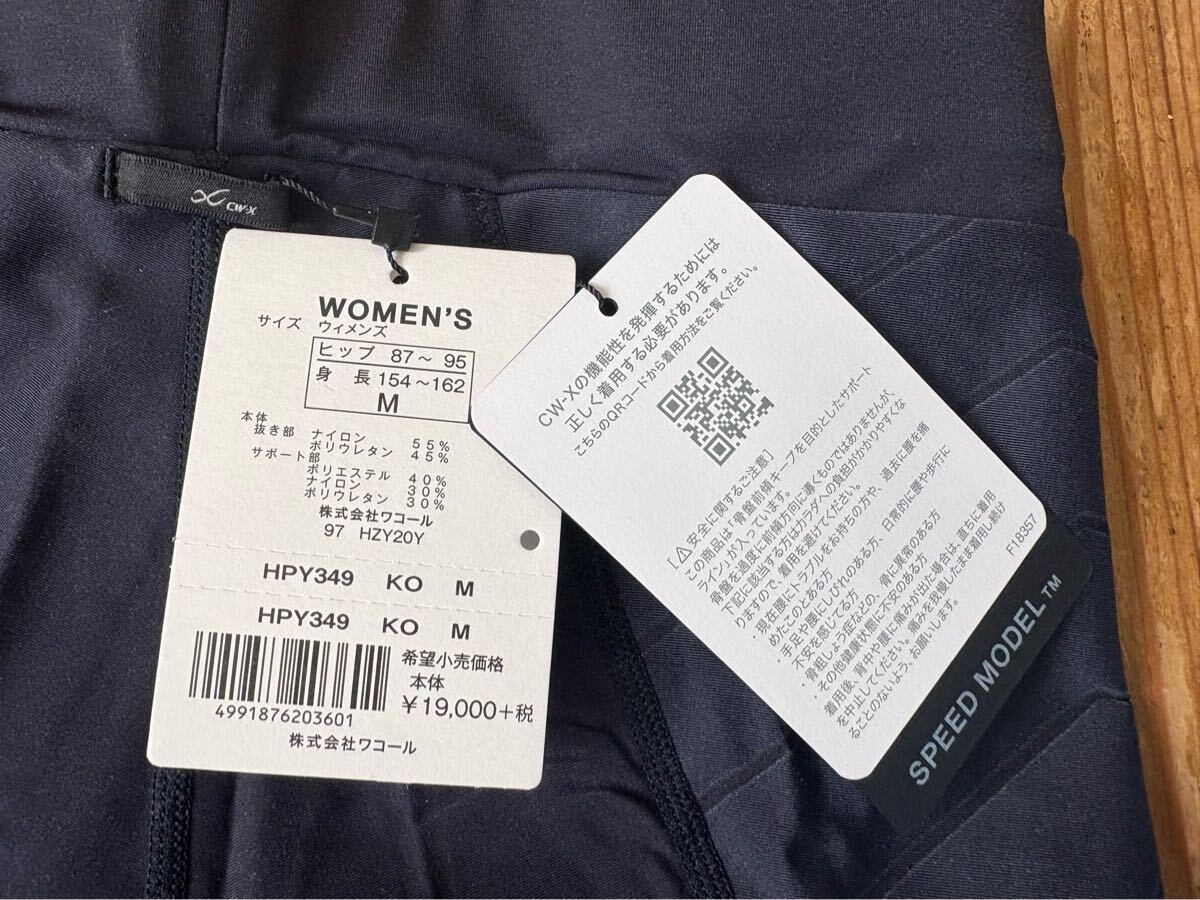 CW-X
WOMEN'S
サイズ ウィメンズ
ヒップ 87～ 95
身 長 154～162
M
本体
抜き部 ナイロン 55%
ポリウレタン 45%
サポート部
ポリエステル 40%
ナイロン 30%
ポリウレタン 30%
株式会社ワコール
97 HZY20Y
HPY349 KO M
HPY349 KO M
希望小売価格
本体
¥19,000+税
4991876203601
株式会社ワコール
CW-Xの機能性を発揮するためには
正しく着用する必要があります。
こちらのQRコードから着用方法をご覧ください。
[⚠安全に関するご注意]
この商品は、「骨盤前傾キープを目的としたサポート
ライン」が入っています。
骨盤を過度に前傾方向に導くものではありませんが、
下記に該当する方はカラダへの負担がかかりやすくな
りますので、着用を避けてください。
・現在腰にトラブルをお持ちの方や、過去に腰を痛
めたことのある方
・手足や腰にしびれのある方、日常的に腰や歩行に
不安を感じてる方
・骨粗しょう症などの、骨に異常のある方
・その他健康状態に不安のある方
着用後、背中や腰に痛みが出た場合は、直ちに着用
を中止してください。痛みを我慢したまま着用し続け
ることのないよう、お願いします。
F18357
SPEED MODEL™